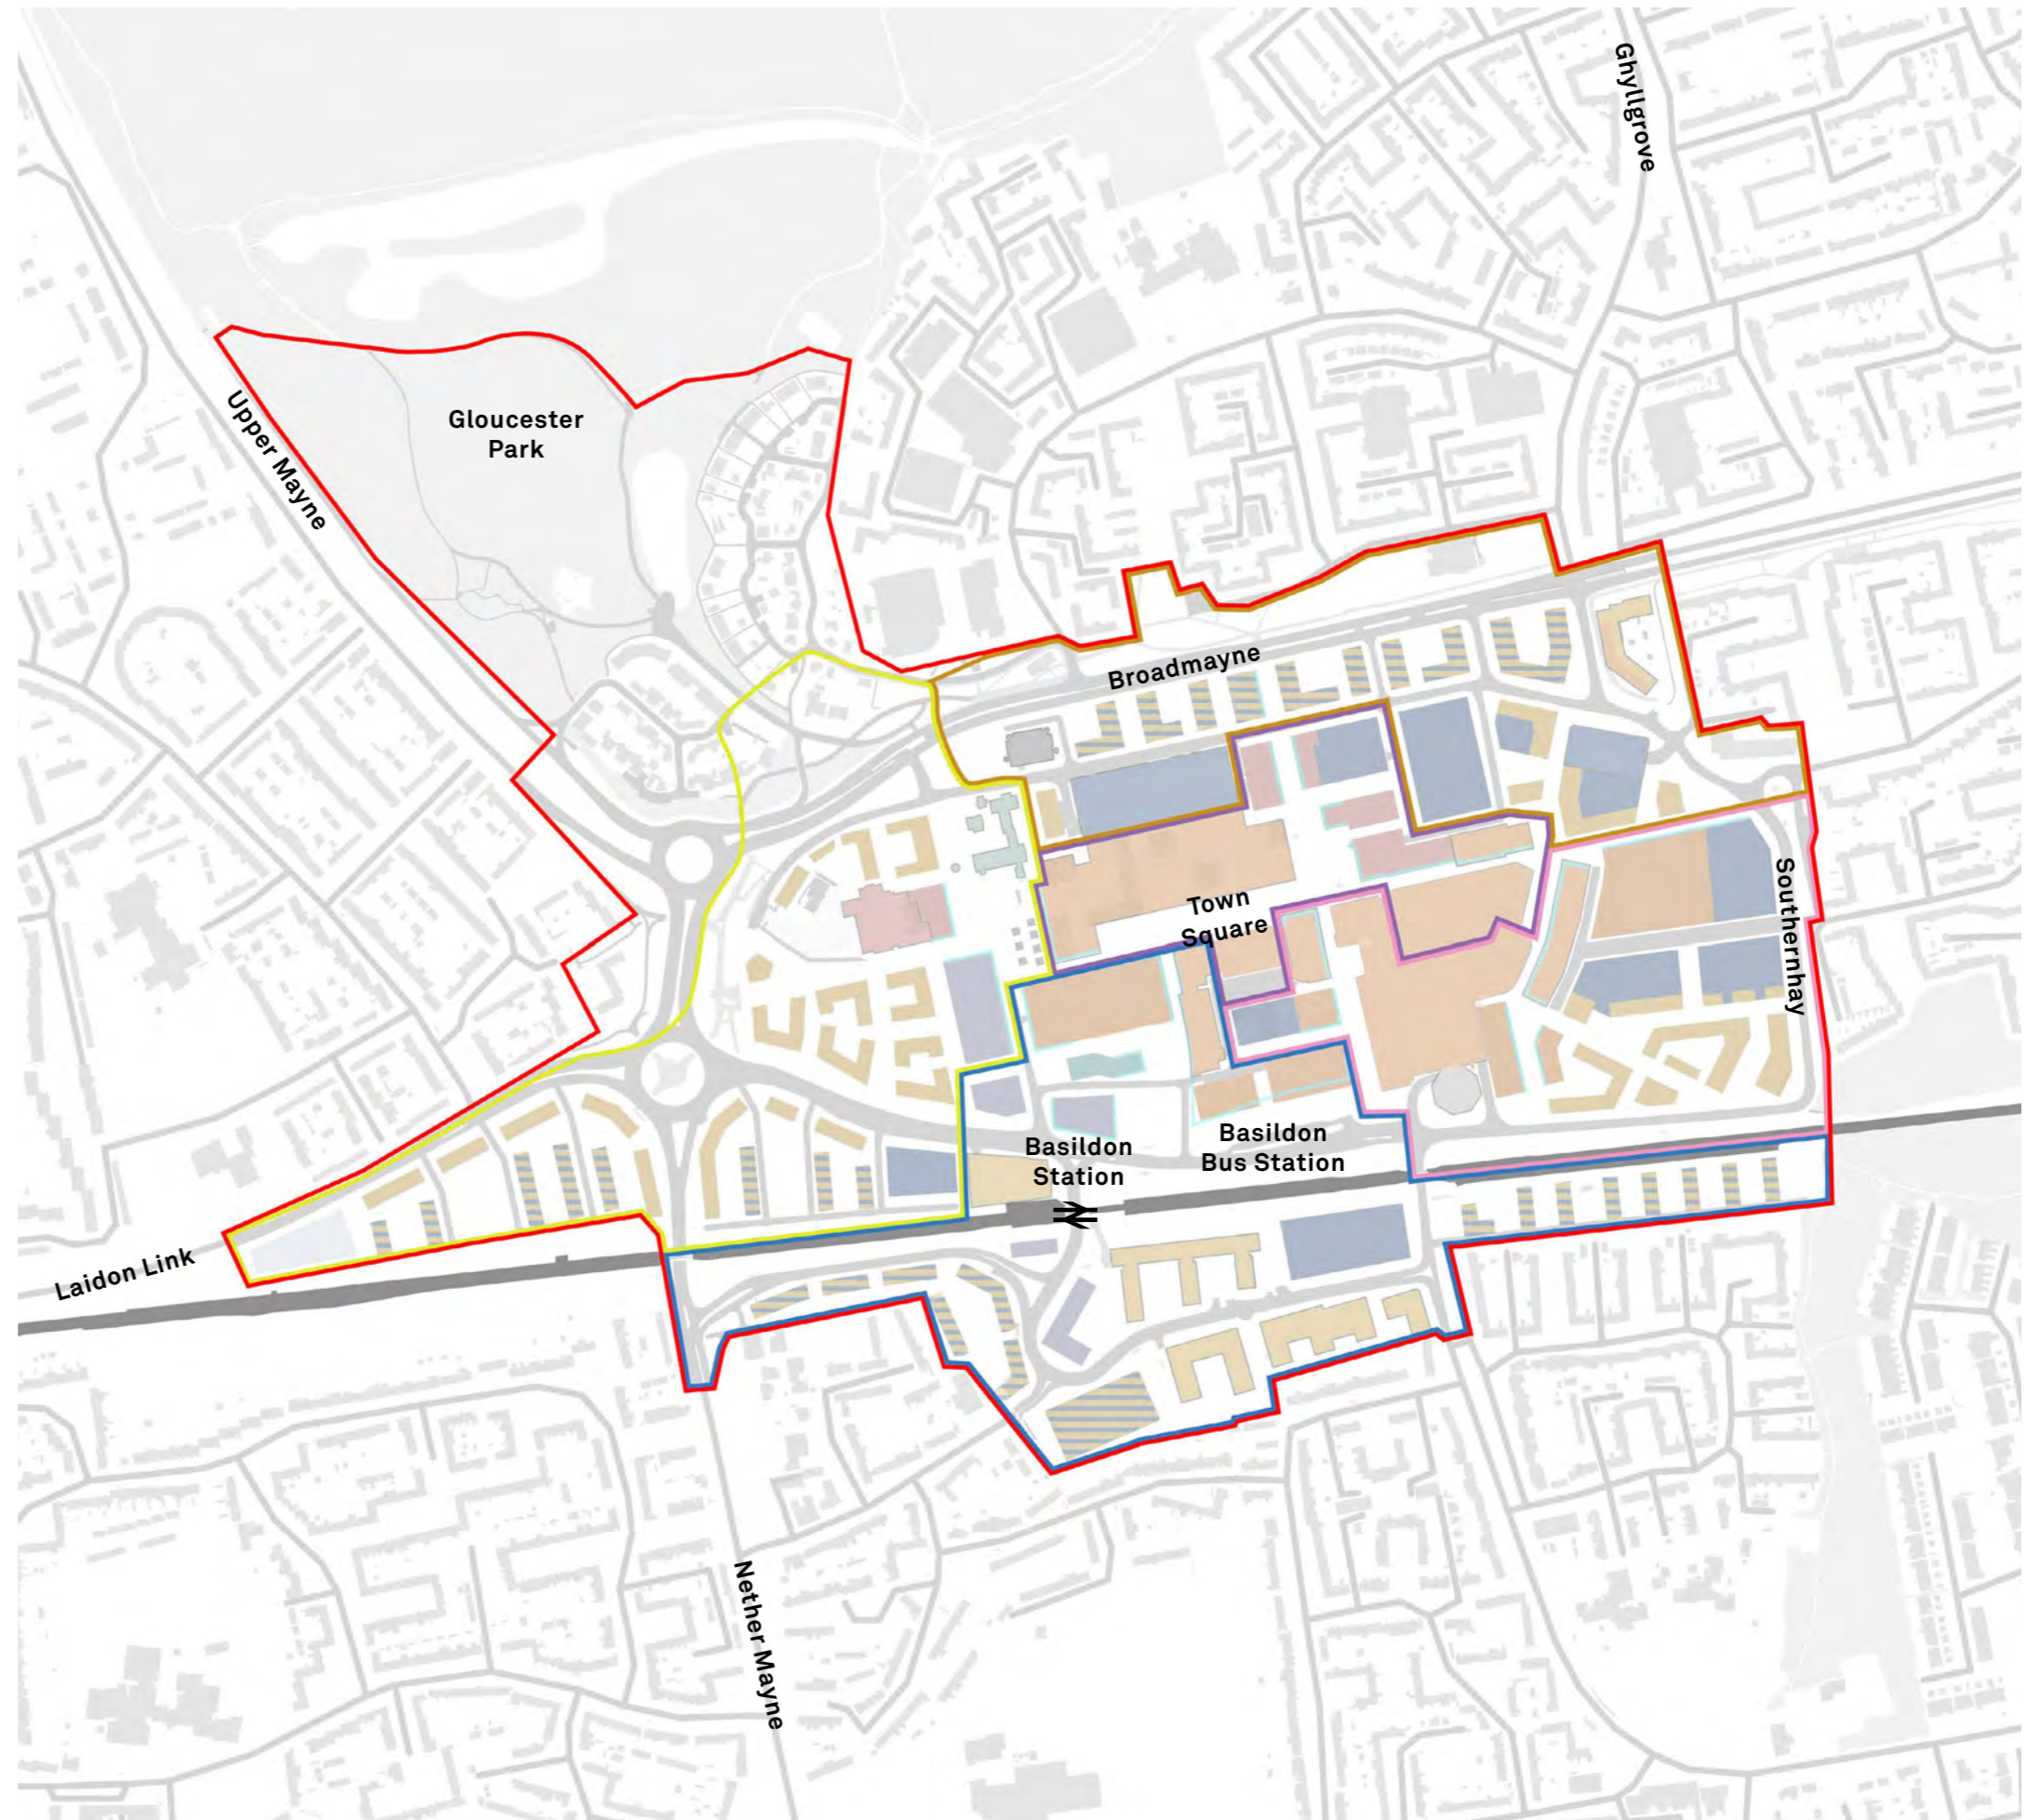 Ghyllgrove
Gloucester
Park
Upper Mayne
Broadmayne
Town
Square
Southernhay
Basildon
Station
Basildon
Bus Station
Laidon Link
Nether Mayne